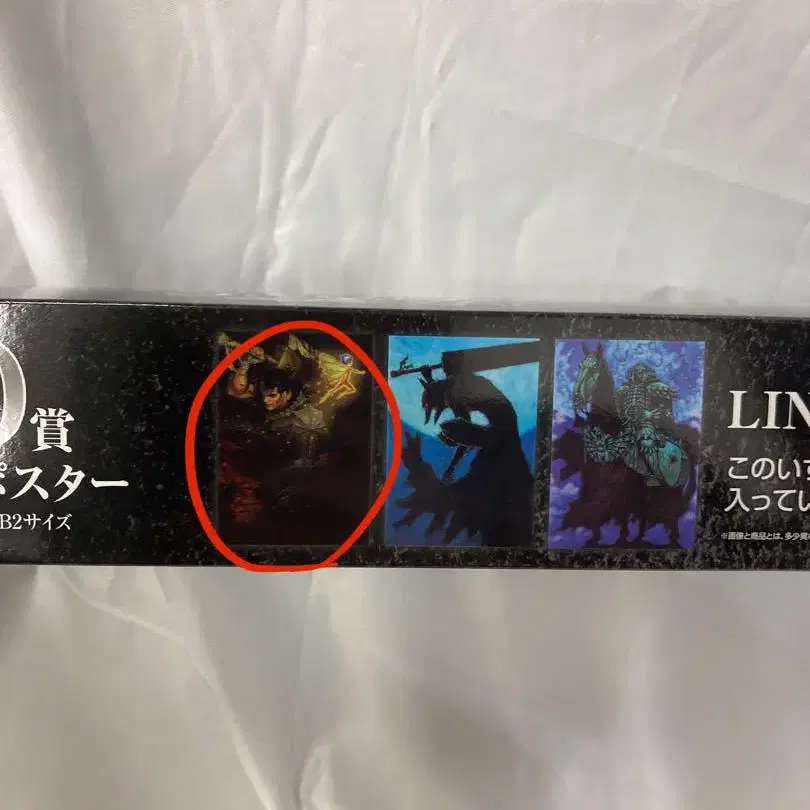 賞
ポスター
B2サイズ
LIN
このいず
入ってい
※画像と商品とは、多少異